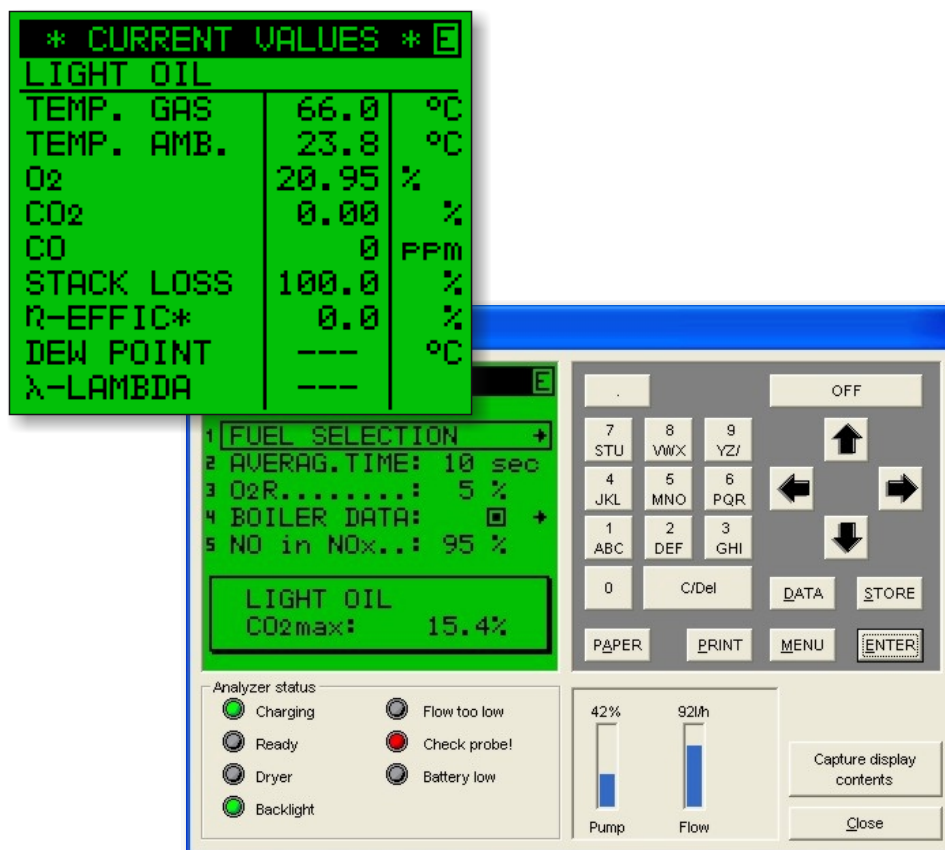 * CURRENT VALUES * E
LIGHT OIL
TEMP. GAS 66.0 °C
TEMP. AMB. 23.8 °C
O2 20.95 %
CO2 0.00 %
CO 0 ppm
STACK LOSS 100.0 %
η-EFFIC* 0.0 %
DEW POINT --- °C
λ-LAMBDA ---
E
1 FUEL SELECTION →
2 AVERAG.TIME: 10 sec
3 O2R........: 5 %
4 BOILER DATA: ▣ →
5 NO in NOx..: 95 %
LIGHT OIL
CO2max: 15.4%
. OFF
7 8 9
STU VWX YZ/
4 5 6
JKL MNO PQR
1 2 3
ABC DEF GHI
0 C/Del DATA STORE
PAPER PRINT MENU ENTER
Analyzer status
Charging Flow too low
Ready Check probe!
Dryer Battery low
Backlight
42% 92l/h
Pump Flow
Capture display
contents
Close